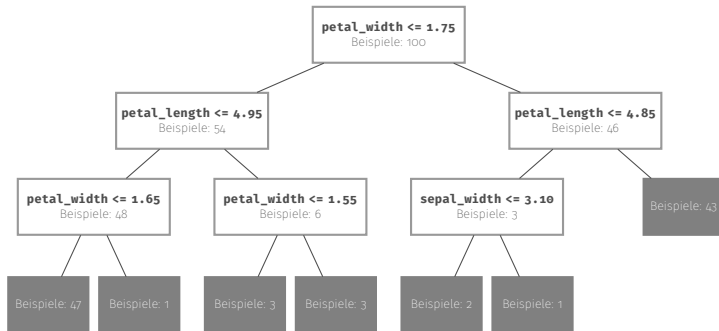 petal_width <= 1.75
Beispiele: 100
petal_length <= 4.95
Beispiele: 54
petal_length <= 4.85
Beispiele: 46
petal_width <= 1.65
Beispiele: 48
petal_width <= 1.55
Beispiele: 6
sepal_width <= 3.10
Beispiele: 3
Beispiele: 43
Beispiele: 47
Beispiele: 1
Beispiele: 3
Beispiele: 3
Beispiele: 2
Beispiele: 1